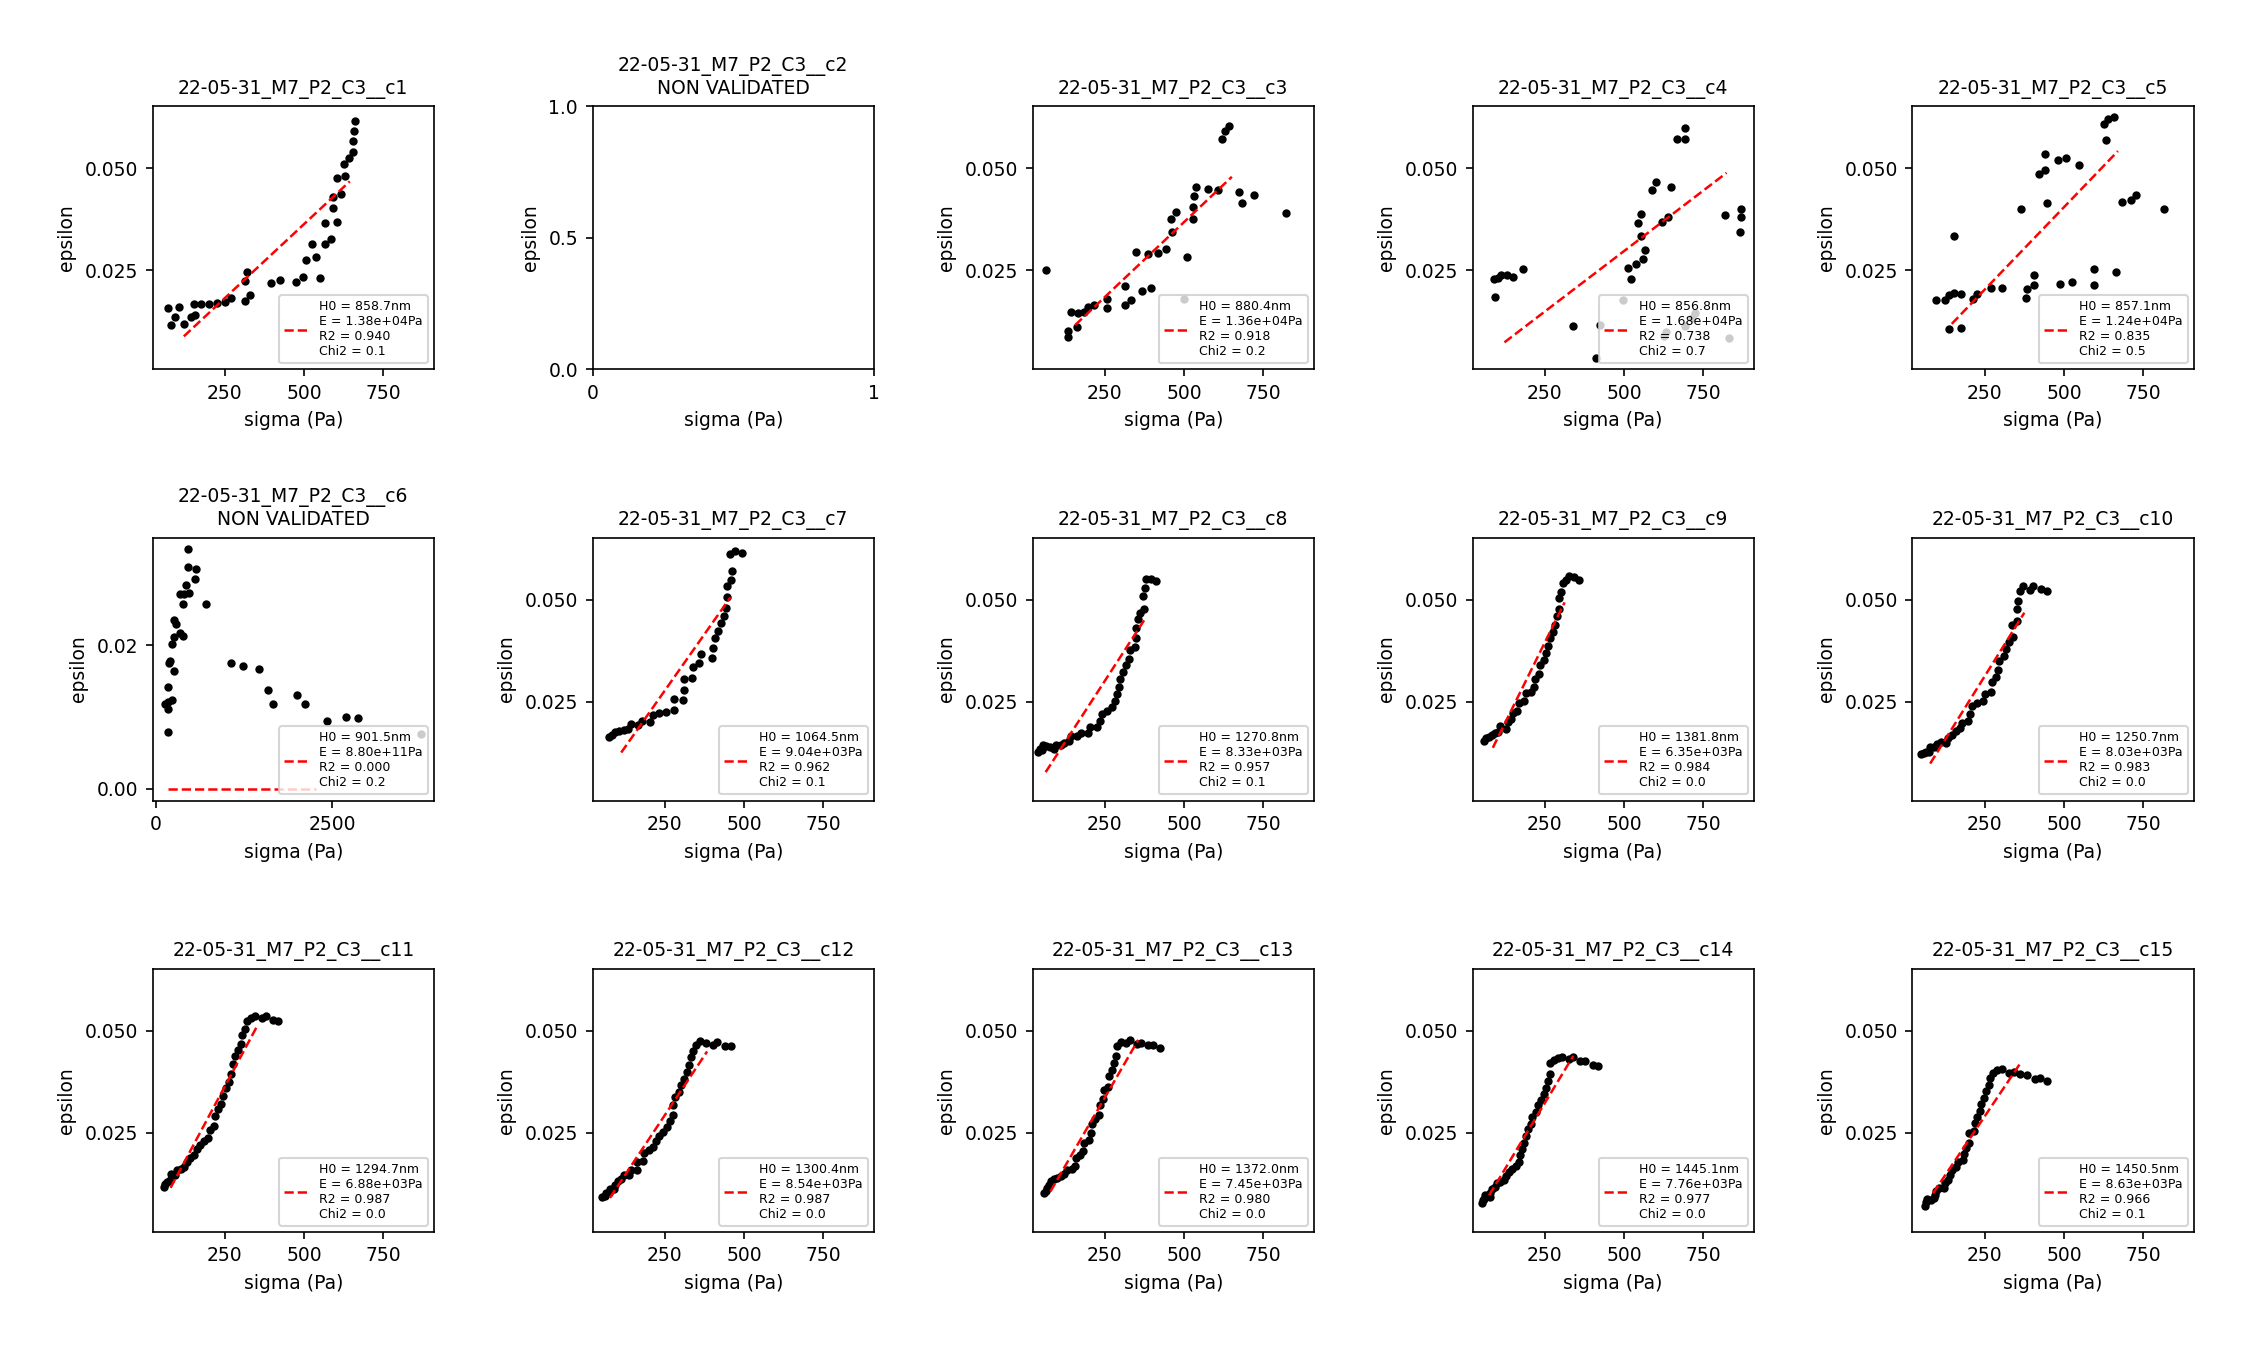 22-05-31_M7_P2_C3__c1
epsilon
0.050
0.025
250 500 750
sigma (Pa)
H0 = 858.7nm
E = 1.38e+04Pa
R2 = 0.940
Chi2 = 0.1
22-05-31_M7_P2_C3__c2
NON VALIDATED
epsilon
1.0
0.5
0.0
0 1
sigma (Pa)
22-05-31_M7_P2_C3__c3
epsilon
0.050
0.025
250 500 750
sigma (Pa)
H0 = 880.4nm
E = 1.36e+04Pa
R2 = 0.918
Chi2 = 0.2
22-05-31_M7_P2_C3__c4
epsilon
0.050
0.025
250 500 750
sigma (Pa)
H0 = 856.8nm
E = 1.68e+04Pa
R2 = 0.738
Chi2 = 0.7
22-05-31_M7_P2_C3__c5
epsilon
0.050
0.025
250 500 750
sigma (Pa)
H0 = 857.1nm
E = 1.24e+04Pa
R2 = 0.835
Chi2 = 0.5
22-05-31_M7_P2_C3__c6
NON VALIDATED
epsilon
0.02
0.00
0 2500
sigma (Pa)
H0 = 901.5nm
E = 8.80e+11Pa
R2 = 0.000
Chi2 = 0.2
22-05-31_M7_P2_C3__c7
epsilon
0.050
0.025
250 500 750
sigma (Pa)
H0 = 1064.5nm
E = 9.04e+03Pa
R2 = 0.962
Chi2 = 0.1
22-05-31_M7_P2_C3__c8
epsilon
0.050
0.025
250 500 750
sigma (Pa)
H0 = 1270.8nm
E = 8.33e+03Pa
R2 = 0.957
Chi2 = 0.1
22-05-31_M7_P2_C3__c9
epsilon
0.050
0.025
250 500 750
sigma (Pa)
H0 = 1381.8nm
E = 6.35e+03Pa
R2 = 0.984
Chi2 = 0.0
22-05-31_M7_P2_C3__c10
epsilon
0.050
0.025
250 500 750
sigma (Pa)
H0 = 1250.7nm
E = 8.03e+03Pa
R2 = 0.983
Chi2 = 0.0
22-05-31_M7_P2_C3__c11
epsilon
0.050
0.025
250 500 750
sigma (Pa)
H0 = 1294.7nm
E = 6.88e+03Pa
R2 = 0.987
Chi2 = 0.0
22-05-31_M7_P2_C3__c12
epsilon
0.050
0.025
250 500 750
sigma (Pa)
H0 = 1300.4nm
E = 8.54e+03Pa
R2 = 0.987
Chi2 = 0.0
22-05-31_M7_P2_C3__c13
epsilon
0.050
0.025
250 500 750
sigma (Pa)
H0 = 1372.0nm
E = 7.45e+03Pa
R2 = 0.980
Chi2 = 0.0
22-05-31_M7_P2_C3__c14
epsilon
0.050
0.025
250 500 750
sigma (Pa)
H0 = 1445.1nm
E = 7.76e+03Pa
R2 = 0.977
Chi2 = 0.0
22-05-31_M7_P2_C3__c15
epsilon
0.050
0.025
250 500 750
sigma (Pa)
H0 = 1450.5nm
E = 8.63e+03Pa
R2 = 0.966
Chi2 = 0.1